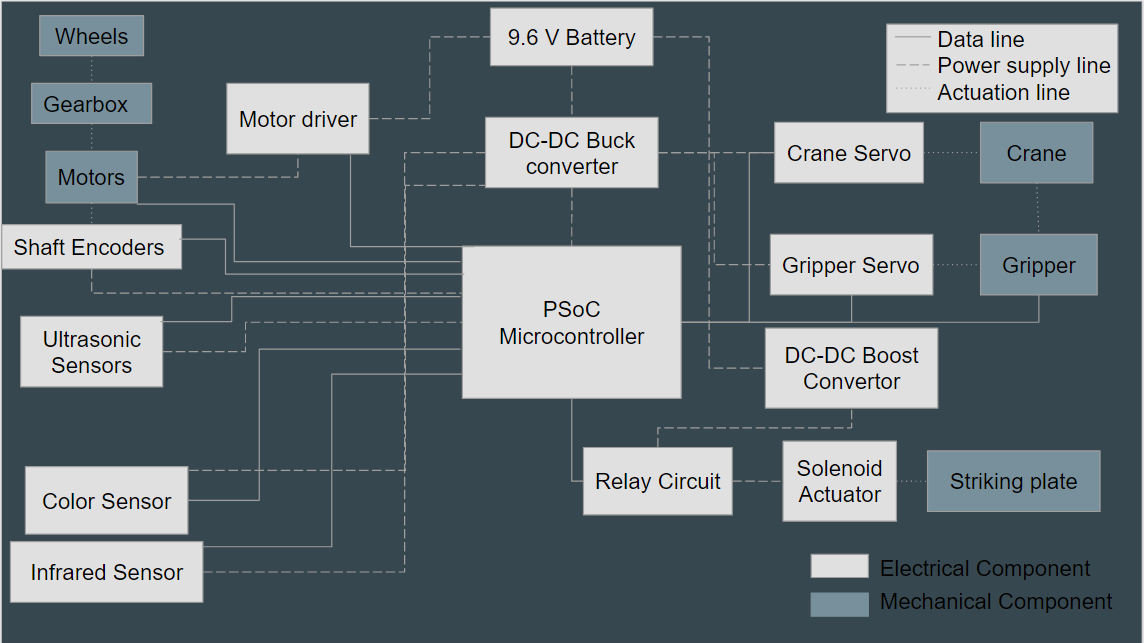 Wheels
9.6 V Battery
Data line
Power supply line
Actuation line
Gearbox
Motor driver
DC-DC Buck
converter
Crane Servo
Crane
Motors
Shaft Encoders
Gripper Servo
Gripper
PSoC
Microcontroller
Ultrasonic
Sensors
DC-DC Boost
Convertor
Color Sensor
Relay Circuit
Solenoid
Actuator
Striking plate
Infrared Sensor
Electrical Component
Mechanical Component